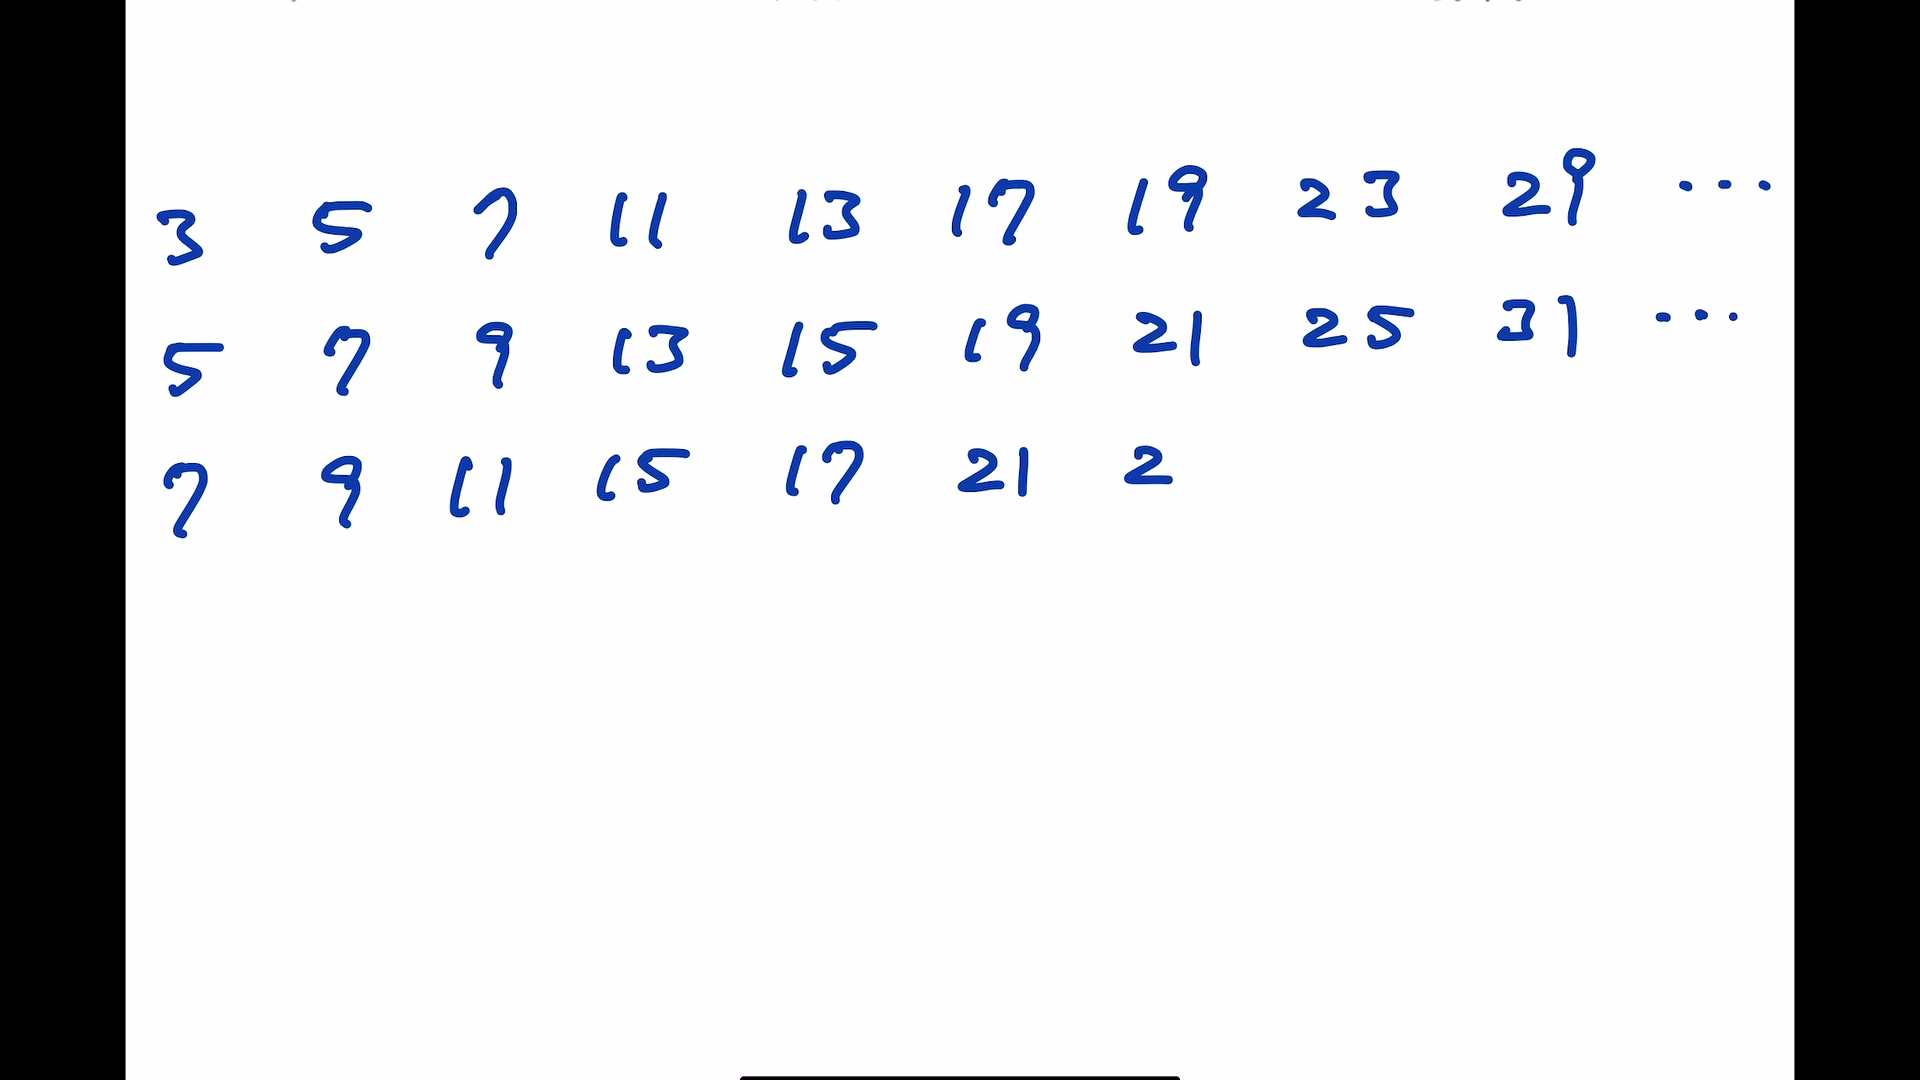 3 5 7 11 13 17 19 23 29 ...
5 7 9 13 15 19 21 25 31 ...
7 9 11 15 17 21 2